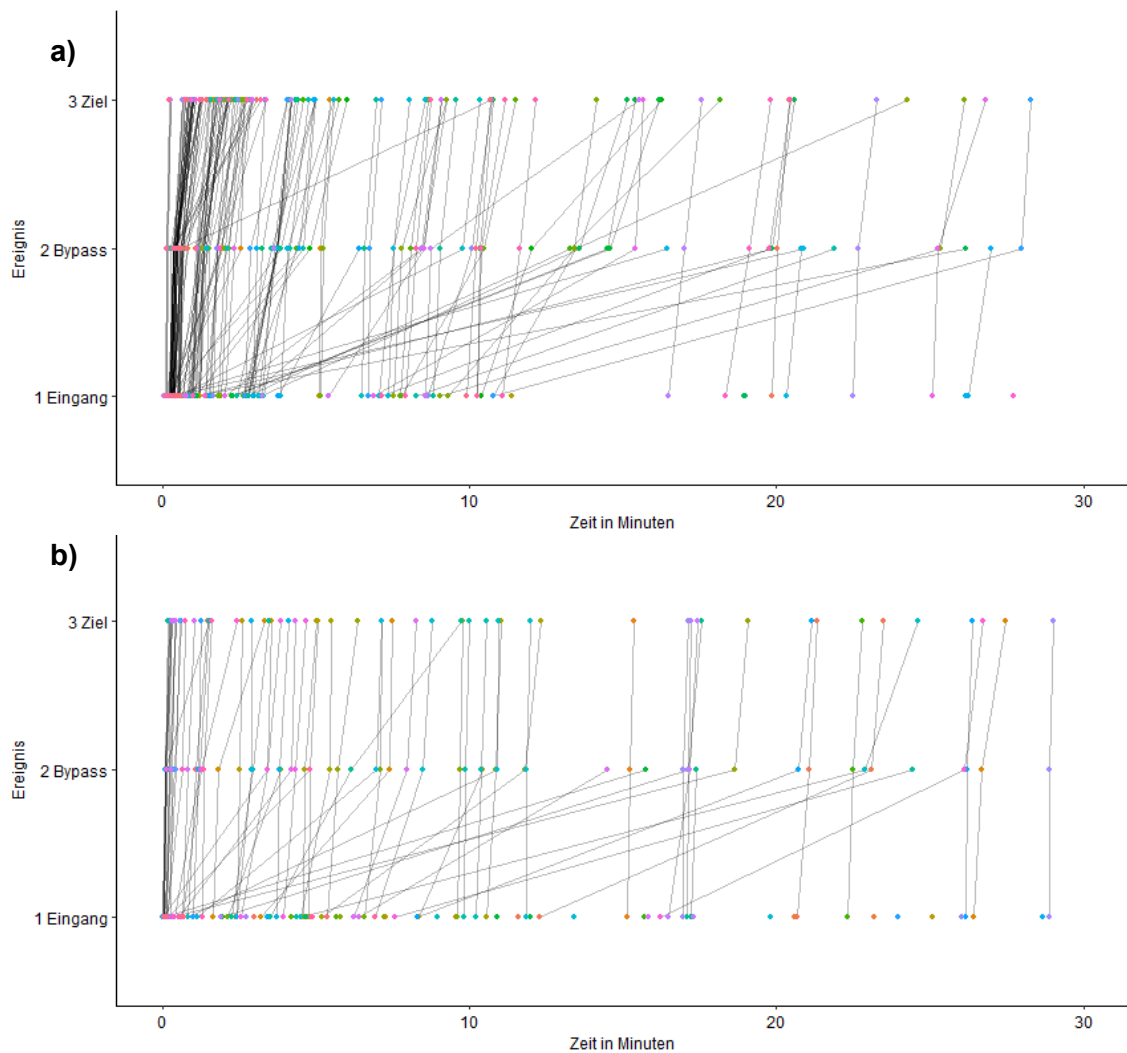 a)
3 Ziel
2 Bypass
1 Eingang
Ereignis
0 10 20 30
Zeit in Minuten
b)
3 Ziel
2 Bypass
1 Eingang
Ereignis
0 10 20 30
Zeit in Minuten